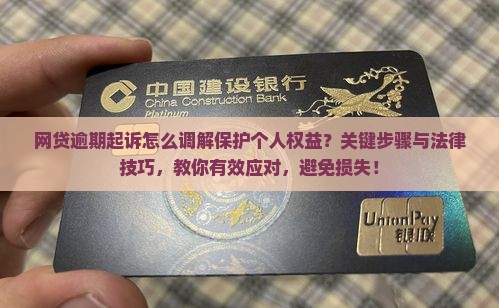 中国建设银行
China Construction Bank
Platinum
网贷逾期起诉怎么调解保护个人权益？关键步骤与法律
技巧，教你有效应对，避免损失！
UnionPay
银联